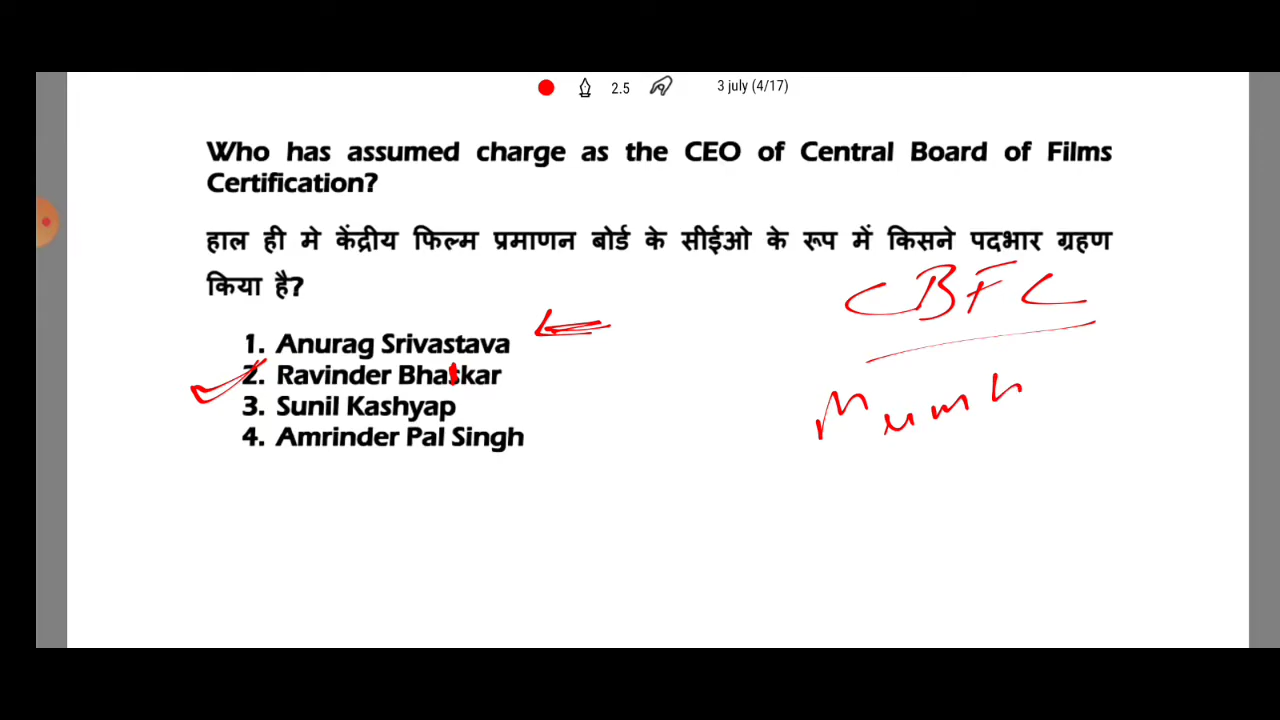 2.5 3 july (4/17)
Who has assumed charge as the CEO of Central Board of Films
Certification?
हाल ही मे केंद्रीय फिल्म प्रमाणन बोर्ड के सीईओ के रूप में किसने पदभार ग्रहण
किया है?
CBFC
1. Anurag Srivastava
2. Ravinder Bhaskar
3. Sunil Kashyap
4. Amrinder Pal Singh